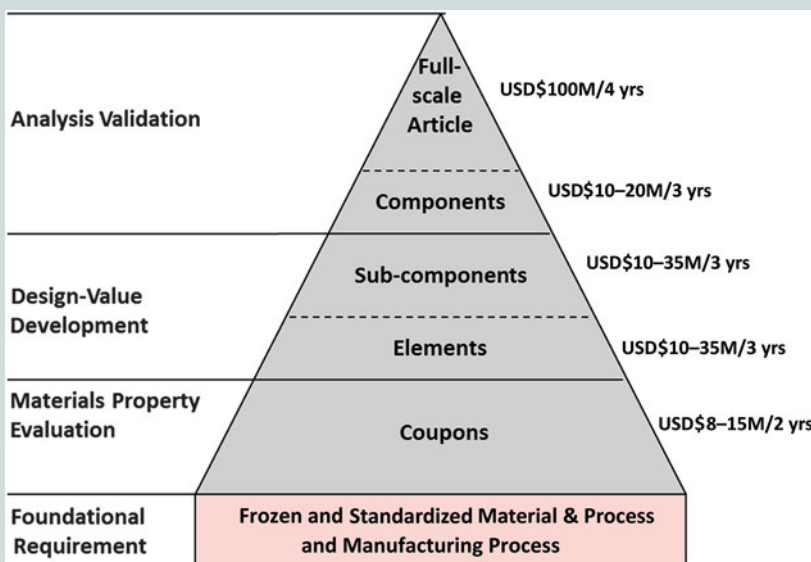 Analysis Validation
Full-
scale
Article
USD$100M/4 yrs
Components
USD$10–20M/3 yrs
Design-Value
Development
Sub-components
USD$10–35M/3 yrs
Elements
USD$10–35M/3 yrs
Materials Property
Evaluation
Coupons
USD$8–15M/2 yrs
Foundational
Requirement
Frozen and Standardized Material & Process
and Manufacturing Process